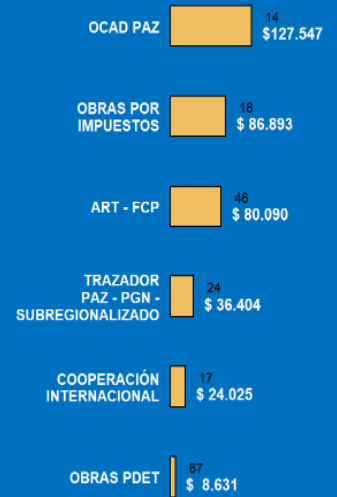 OCAD PAZ
14
$127.547
OBRAS POR
IMPUESTOS
18
$ 86.893
ART - FCP
46
$ 80.090
TRAZADOR
PAZ - PGN -
SUBREGIONALIZADO
24
$ 36.404
COOPERACIÓN
INTERNACIONAL
17
$ 24.025
OBRAS PDET
67
$ 8.631